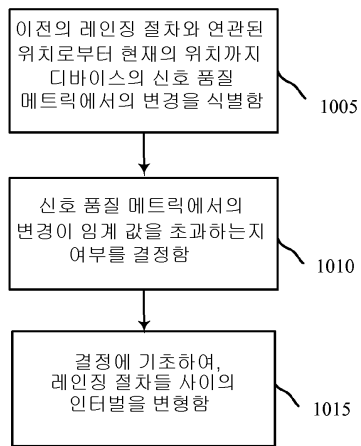 이전의 레인징 절차와 연관된
위치로부터 현재의 위치까지
디바이스의 신호 품질
메트릭에서의 변경을 식별함
1005
신호 품질 메트릭에서의
변경이 임계 값을 초과하는지
여부를 결정함
1010
결정에 기초하여,
레인징 절차들 사이의
인터벌을 변형함
1015